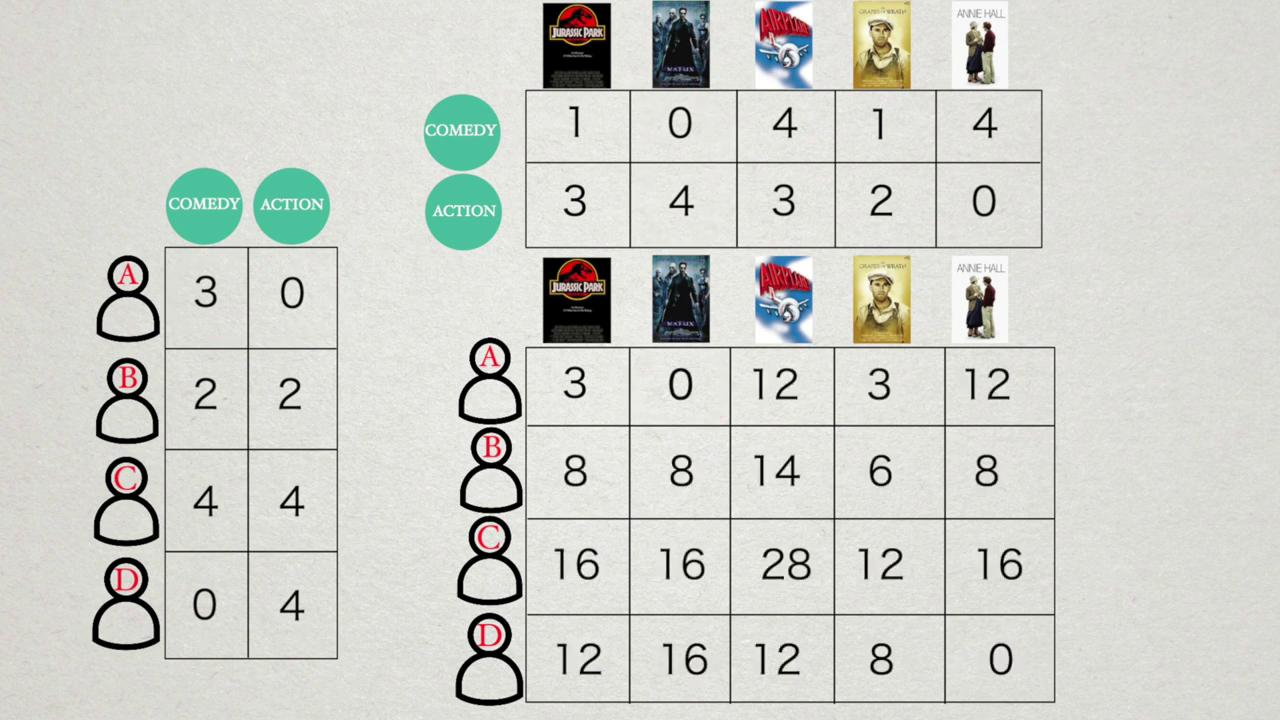 JURASSIC PARK
MATRIX
AIRPLANE
GRAPES OF WRATH
ANNIE HALL
COMEDY 1 0 4 1 4
ACTION 3 4 3 2 0
COMEDY ACTION
A 3 0
B 2 2
C 4 4
D 0 4
JURASSIC PARK
MATRIX
AIRPLANE
GRAPES OF WRATH
ANNIE HALL
A 3 0 12 3 12
B 8 8 14 6 8
C 16 16 28 12 16
D 12 16 12 8 0